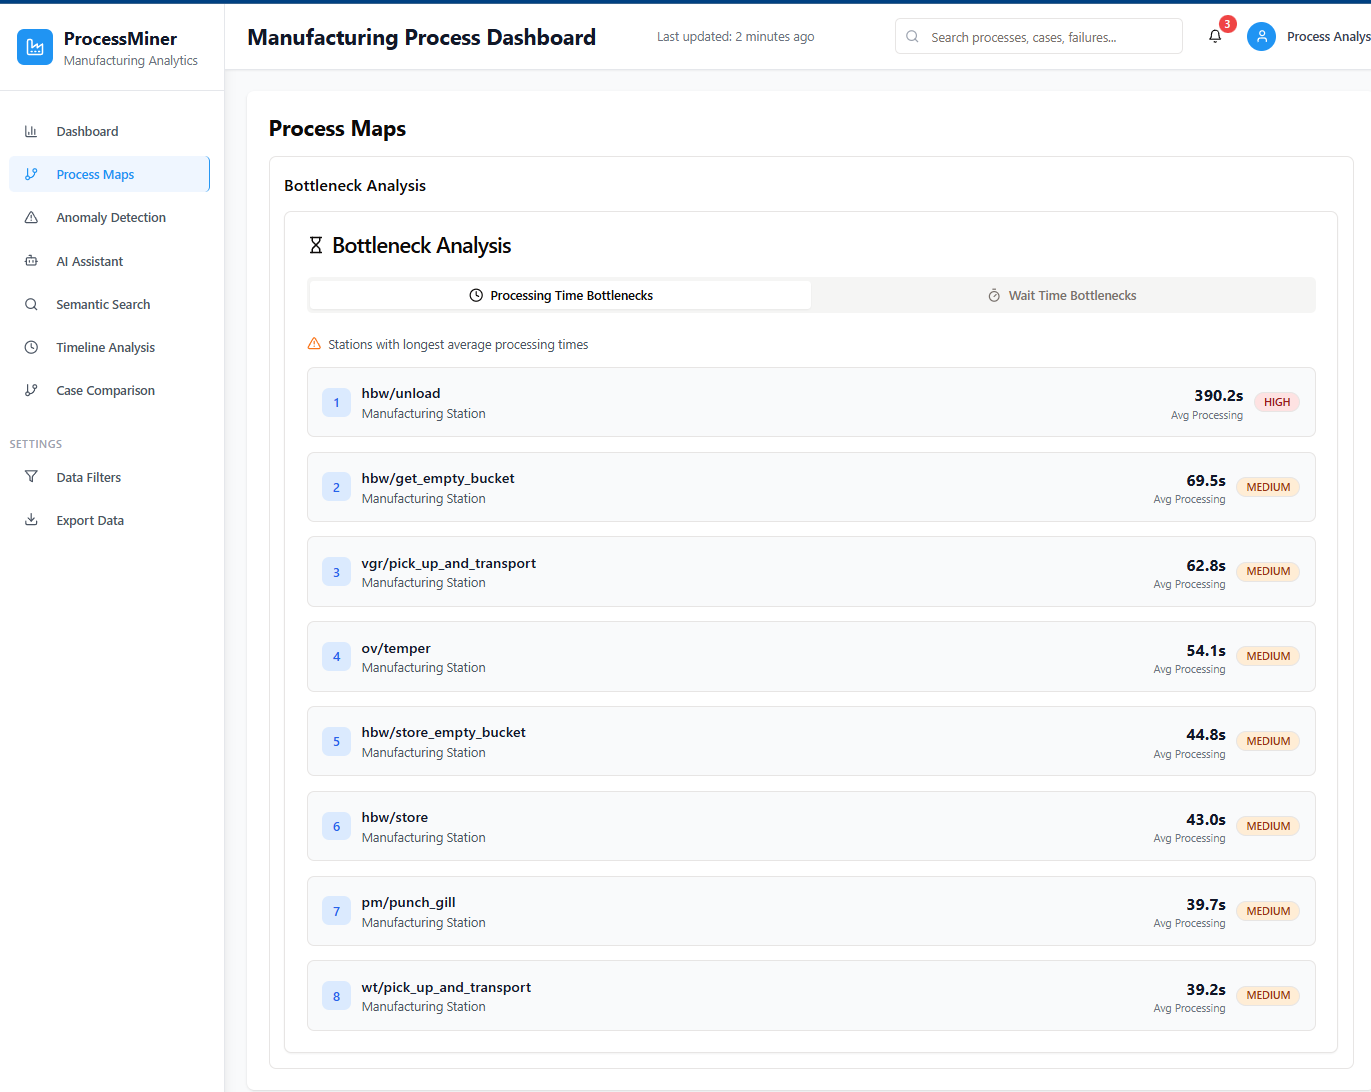 ProcessMiner
Manufacturing Analytics
Dashboard
Process Maps
Anomaly Detection
AI Assistant
Semantic Search
Timeline Analysis
Case Comparison
SETTINGS
Data Filters
Export Data
Manufacturing Process Dashboard
Last updated: 2 minutes ago
Search processes, cases, failures...
3
Process Analys
Process Maps
Bottleneck Analysis
Bottleneck Analysis
Processing Time Bottlenecks
Wait Time Bottlenecks
Stations with longest average processing times
1
hbw/unload
Manufacturing Station
390.2s
Avg Processing
HIGH
2
hbw/get_empty_bucket
Manufacturing Station
69.5s
Avg Processing
MEDIUM
3
vgr/pick_up_and_transport
Manufacturing Station
62.8s
Avg Processing
MEDIUM
4
ov/temper
Manufacturing Station
54.1s
Avg Processing
MEDIUM
5
hbw/store_empty_bucket
Manufacturing Station
44.8s
Avg Processing
MEDIUM
6
hbw/store
Manufacturing Station
43.0s
Avg Processing
MEDIUM
7
pm/punch_gill
Manufacturing Station
39.7s
Avg Processing
MEDIUM
8
wt/pick_up_and_transport
Manufacturing Station
39.2s
Avg Processing
MEDIUM